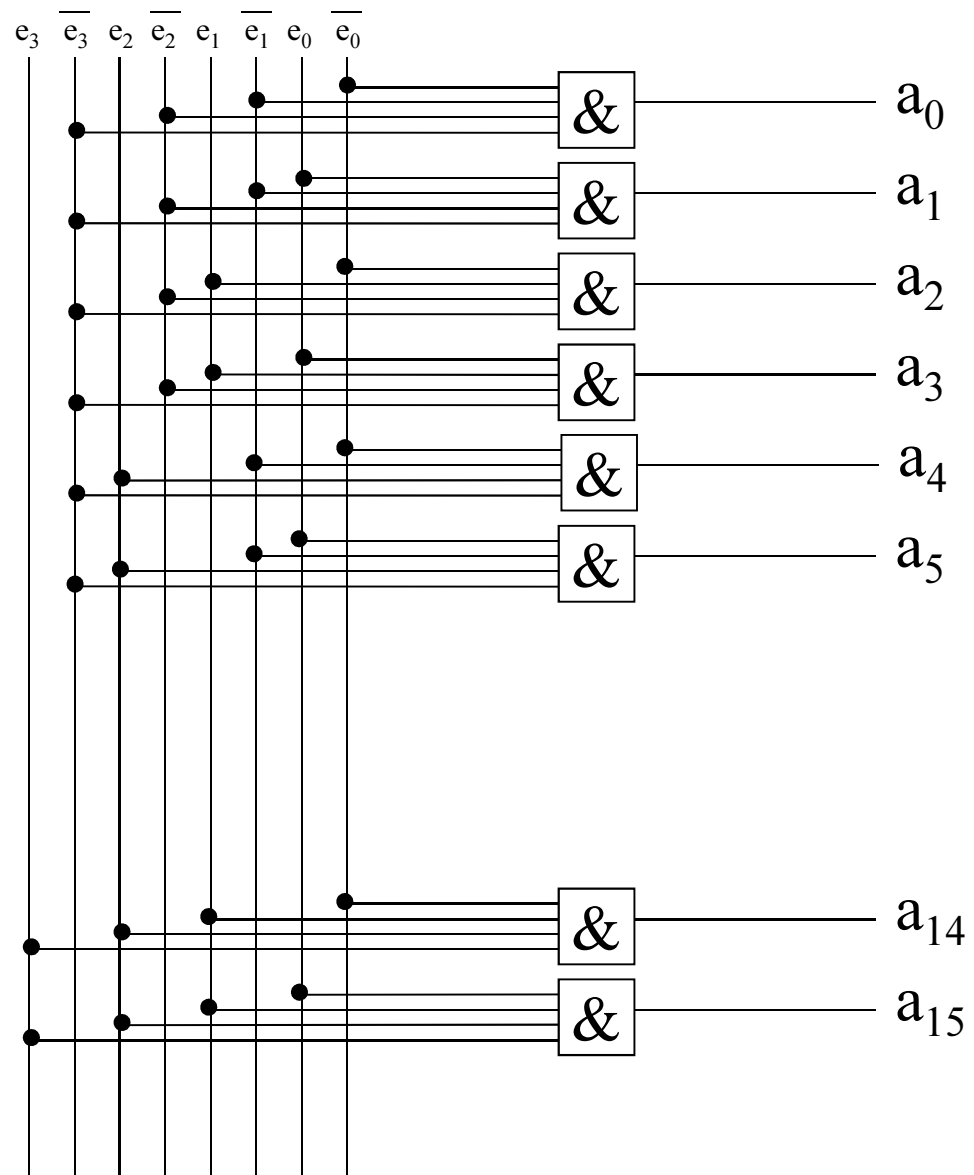 e₃ e̅₃ e₂ e̅₂ e₁ e̅₁ e₀ e̅₀
& a₀
& a₁
& a₂
& a₃
& a₄
& a₅
& a₁₄
& a₁₅